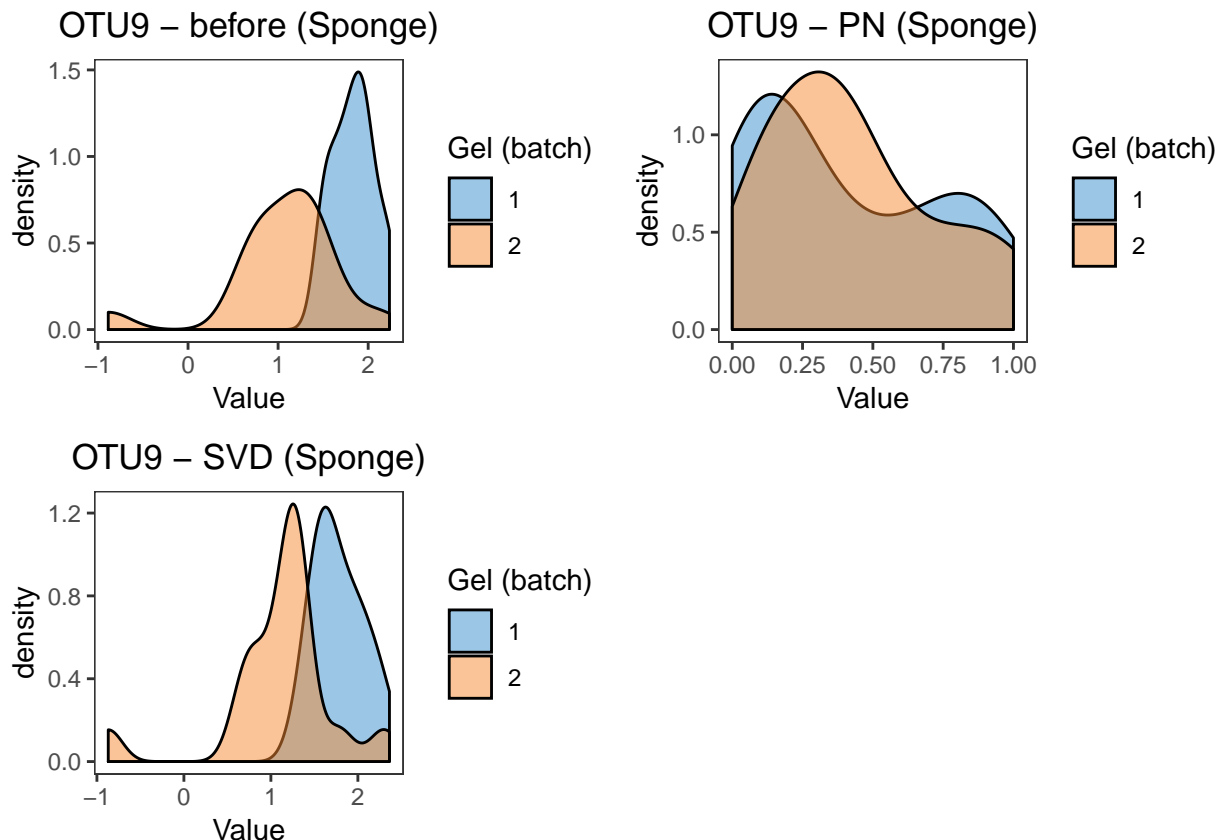 OTU9 – before (Sponge)
1.5
1.0
0.5
0.0
density
−1 0 1 2
Value
Gel (batch)
1
2
OTU9 – PN (Sponge)
1.0
0.5
0.0
density
0.00 0.25 0.50 0.75 1.00
Value
Gel (batch)
1
2
OTU9 – SVD (Sponge)
1.2
0.8
0.4
0.0
density
−1 0 1 2
Value
Gel (batch)
1
2